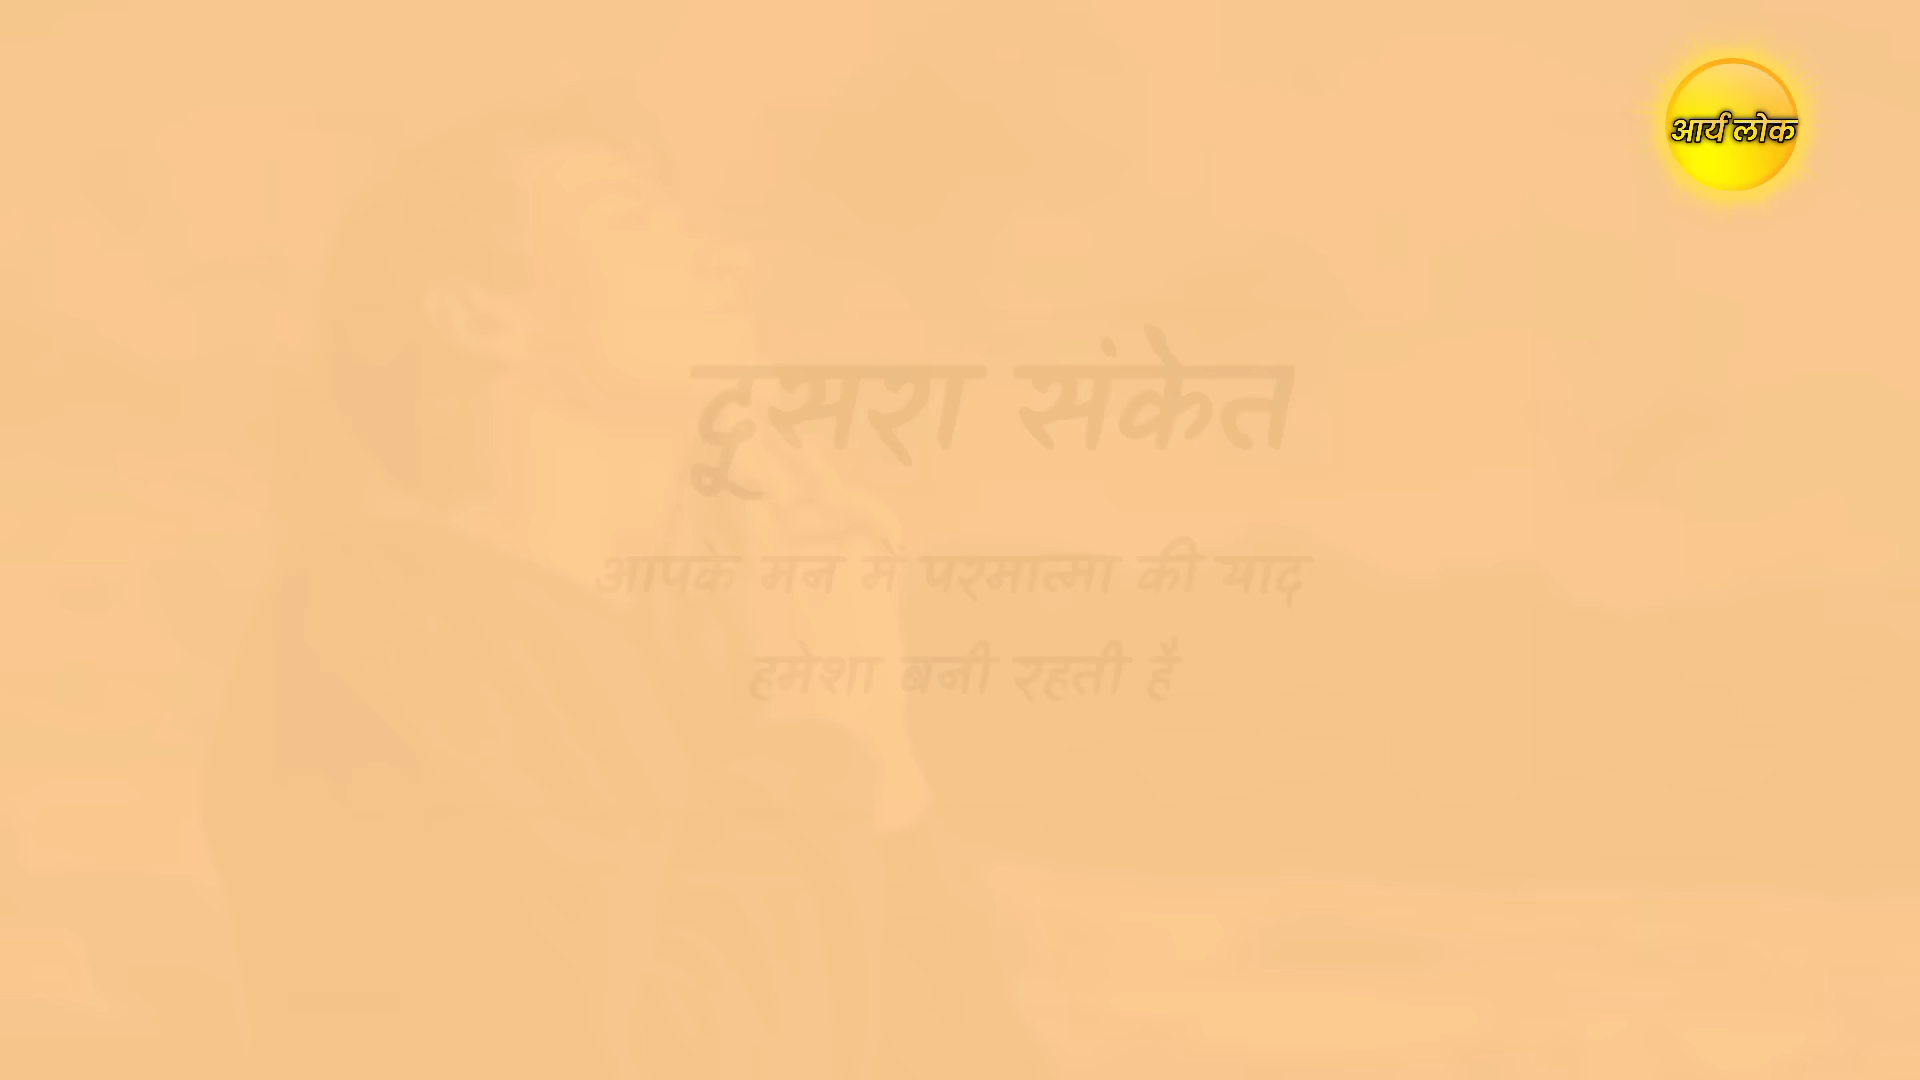 आर्य लोक
दूसरा संकेत
आपके मन में परमात्मा की याद
हमेशा बनी रहती है